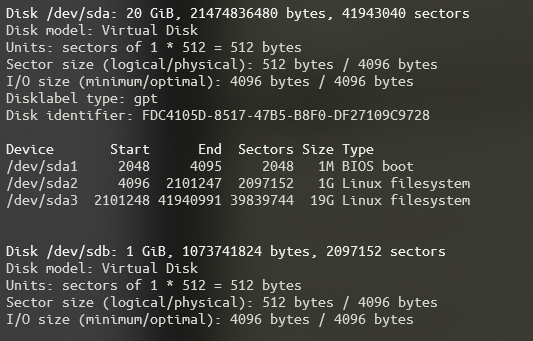 Disk /dev/sda: 20 GiB, 21474836480 bytes, 41943040 sectors
Disk model: Virtual Disk
Units: sectors of 1 * 512 = 512 bytes
Sector size (logical/physical): 512 bytes / 4096 bytes
I/O size (minimum/optimal): 4096 bytes / 4096 bytes
Disklabel type: gpt
Disk identifier: FDC4105D-8517-47B5-B8F0-DF27109C9728
Device Start End Sectors Size Type
/dev/sda1 2048 4095 2048 1M BIOS boot
/dev/sda2 4096 2101247 2097152 1G Linux filesystem
/dev/sda3 2101248 41940991 39839744 19G Linux filesystem
Disk /dev/sdb: 1 GiB, 1073741824 bytes, 2097152 sectors
Disk model: Virtual Disk
Units: sectors of 1 * 512 = 512 bytes
Sector size (logical/physical): 512 bytes / 4096 bytes
I/O size (minimum/optimal): 4096 bytes / 4096 bytes